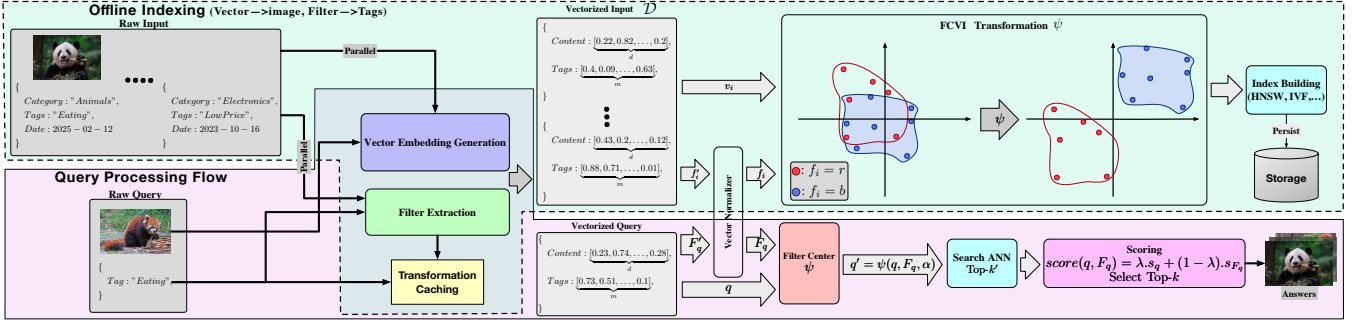 Offline Indexing (Vector—>image, Filter—>Tags)
Raw Input
{
Category : "Animals",
Tags : "Eating",
Date : 2025 − 02 − 12
}
{
Category : "Electronics",
Tags : "LowPrice",
Date : 2023 − 10 − 16
}
Parallel
Parallel
Vector Embedding Generation
Filter Extraction
Transformation
Caching
Query Processing Flow
Raw Query
{
Tag : "Eating"
}
Vectorized Input 𝒟
{
Content : [0.22, 0.82, . . . , 0.2],
d
Tags : [0.4, 0.09, . . . , 0.63],
m
}
{
Content : [0.43, 0.2, . . . , 0.12],
d
Tags : [0.88, 0.71, . . . , 0.01],
m
}
Vectorized Query
{
Content : [0.23, 0.74, . . . , 0.28],
d
Tags : [0.73, 0.51, . . . , 0.1],
m
}
v_i
f'_i
f_i
Vector Normalizer
F'_q
F_q
q
FCVI Transformation ψ
: f_i = r
: f_i = b
ψ
Index Building
(HNSW, IVF,...)
Persist
Storage
Filter Center
ψ
q' = ψ(q, F_q, α)
Search ANN
Top-k'
Scoring
score(q, F_q) = λ.s_q + (1 − λ).s_{F_q}
Select Top-k
Answers